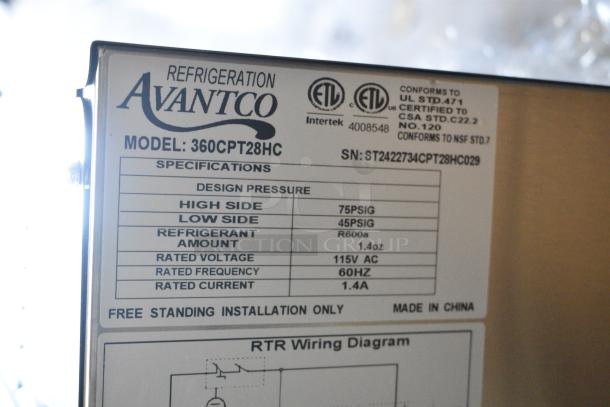 REFRIGERATION
AVANTCO
ETL c ETL us
Intertek 4008548
CONFORMS TO
UL STD.471
CERTIFIED TO
CSA STD.C22.2
NO.120
CONFORMS TO NSF STD.7
MODEL: 360CPT28HC
SN: ST2422734CPT28HC029
SPECIFICATIONS
DESIGN PRESSURE
HIGH SIDE 75PSIG
LOW SIDE 45PSIG
REFRIGERANT R600a
AMOUNT 1.4oz
RATED VOLTAGE 115V AC
RATED FREQUENCY 60HZ
RATED CURRENT 1.4A
FREE STANDING INSTALLATION ONLY MADE IN CHINA
RTR Wiring Diagram